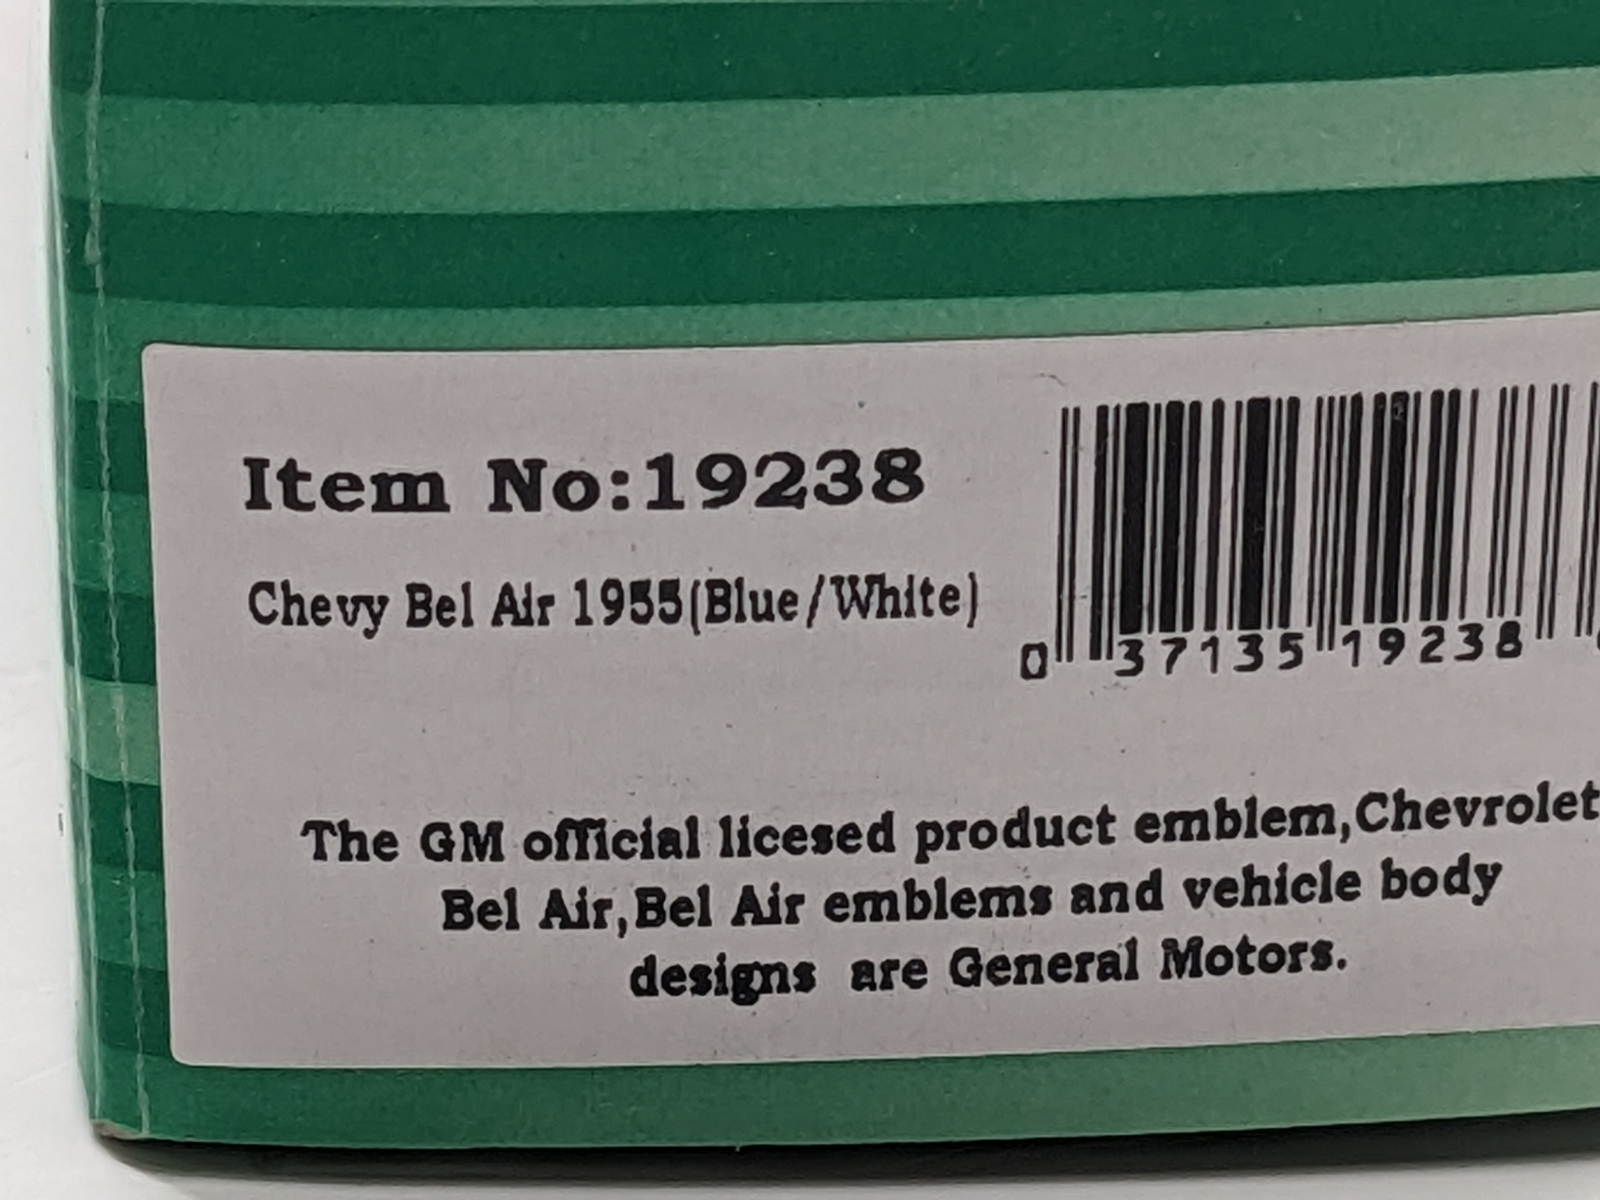 Item No:19238
Chevy Bel Air 1955(Blue/White)
0 37135 19238
The GM official licesed product emblem,Chevrolet
Bel Air,Bel Air emblems and vehicle body
designs are General Motors.